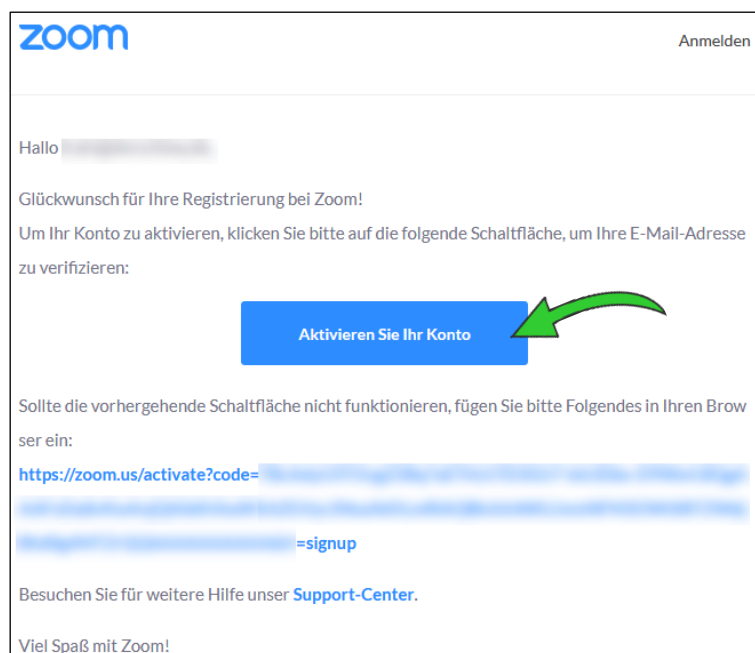 zoom
Anmelden
Hallo
Glückwunsch für Ihre Registrierung bei Zoom!
Um Ihr Konto zu aktivieren, klicken Sie bitte auf die folgende Schaltfläche, um Ihre E-Mail-Adresse
zu verifizieren:
Aktivieren Sie Ihr Konto
Sollte die vorhergehende Schaltfläche nicht funktionieren, fügen Sie bitte Folgendes in Ihren Brow
ser ein:
https://zoom.us/activate?code=
=signup
Besuchen Sie für weitere Hilfe unser Support-Center.
Viel Spaß mit Zoom!